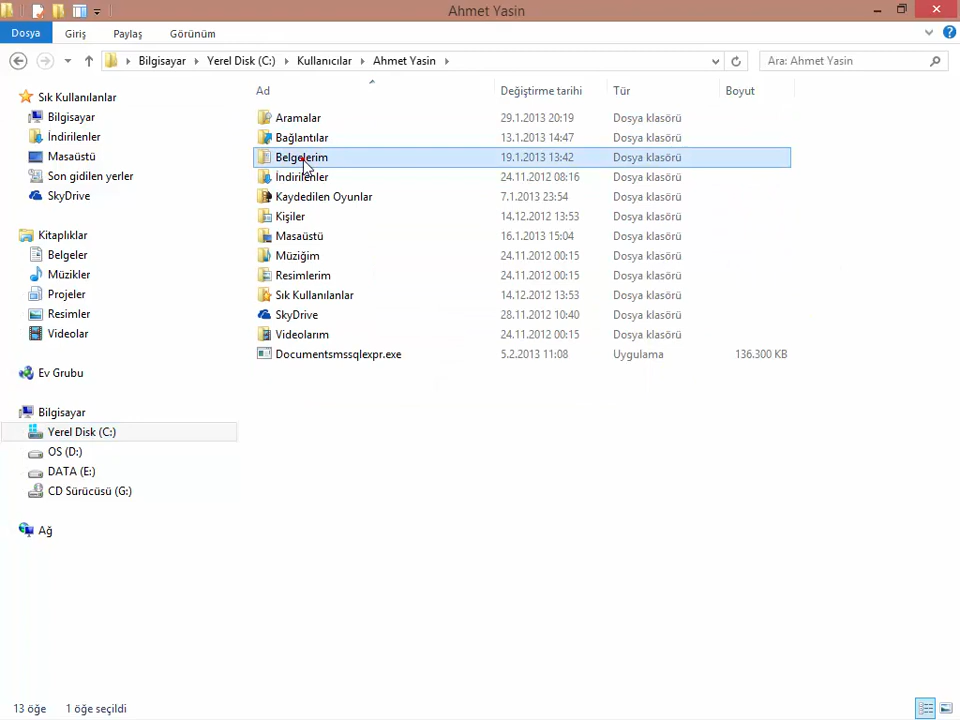 Ahmet Yasin
Dosya Giriş Paylaş Görünüm
Bilgisayar Yerel Disk (C:) Kullanıcılar Ahmet Yasin Ara: Ahmet Yasin
Sık Kullanılanlar
Bilgisayar
İndirilenler
Masaüstü
Son gidilen yerler
SkyDrive
Kitaplıklar
Belgeler
Müzikler
Projeler
Resimler
Videolar
Ev Grubu
Bilgisayar
Yerel Disk (C:)
OS (D:)
DATA (E:)
CD Sürücüsü (G:)
Ağ
Ad Değiştirme tarihi Tür Boyut
Aramalar 29.1.2013 20:19 Dosya klasörü
Bağlantılar 13.1.2013 14:47 Dosya klasörü
Belgelerim 19.1.2013 13:42 Dosya klasörü
İndirilenler 24.11.2012 08:16 Dosya klasörü
Kaydedilen Oyunlar 7.1.2013 23:54 Dosya klasörü
Kişiler 14.12.2012 13:53 Dosya klasörü
Masaüstü 16.1.2013 15:04 Dosya klasörü
Müziğim 24.11.2012 00:15 Dosya klasörü
Resimlerim 24.11.2012 00:15 Dosya klasörü
Sık Kullanılanlar 14.12.2012 13:53 Dosya klasörü
SkyDrive 28.11.2012 10:40 Dosya klasörü
Videolarım 24.11.2012 00:15 Dosya klasörü
Documentsmssqlexpr.exe 5.2.2013 11:08 Uygulama 136.300 KB
13 öğe 1 öğe seçildi